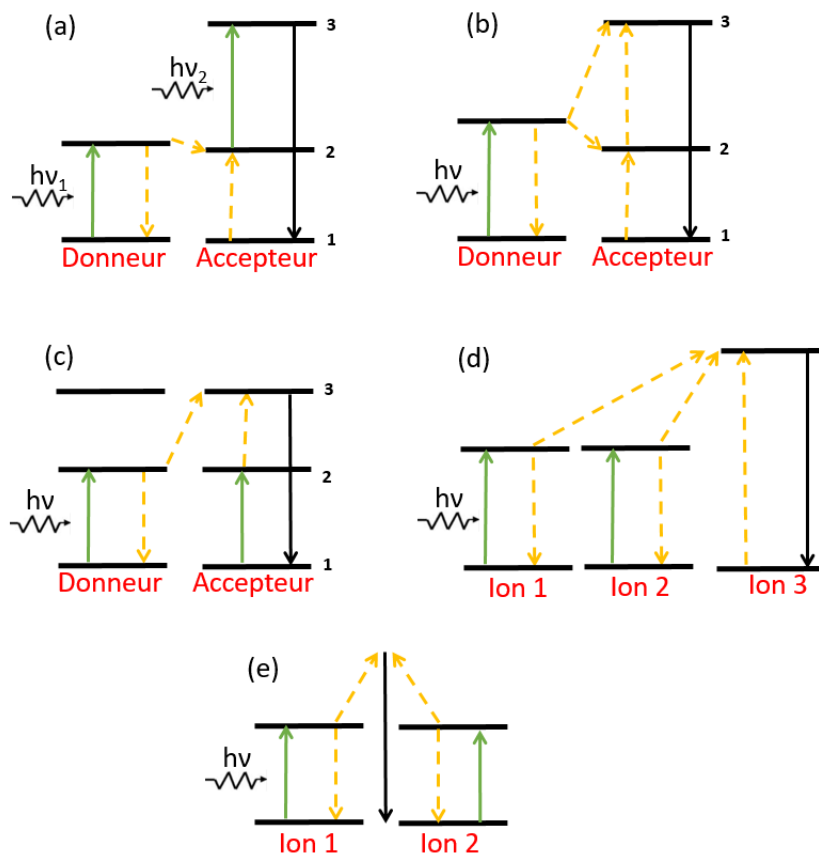 (a)
3
hν₂
2
hν₁
1
Donneur Accepteur
(b)
3
2
hν
1
Donneur Accepteur
(c)
3
2
hν
1
Donneur Accepteur
(d)
hν
Ion 1 Ion 2 Ion 3
(e)
hν
Ion 1 Ion 2